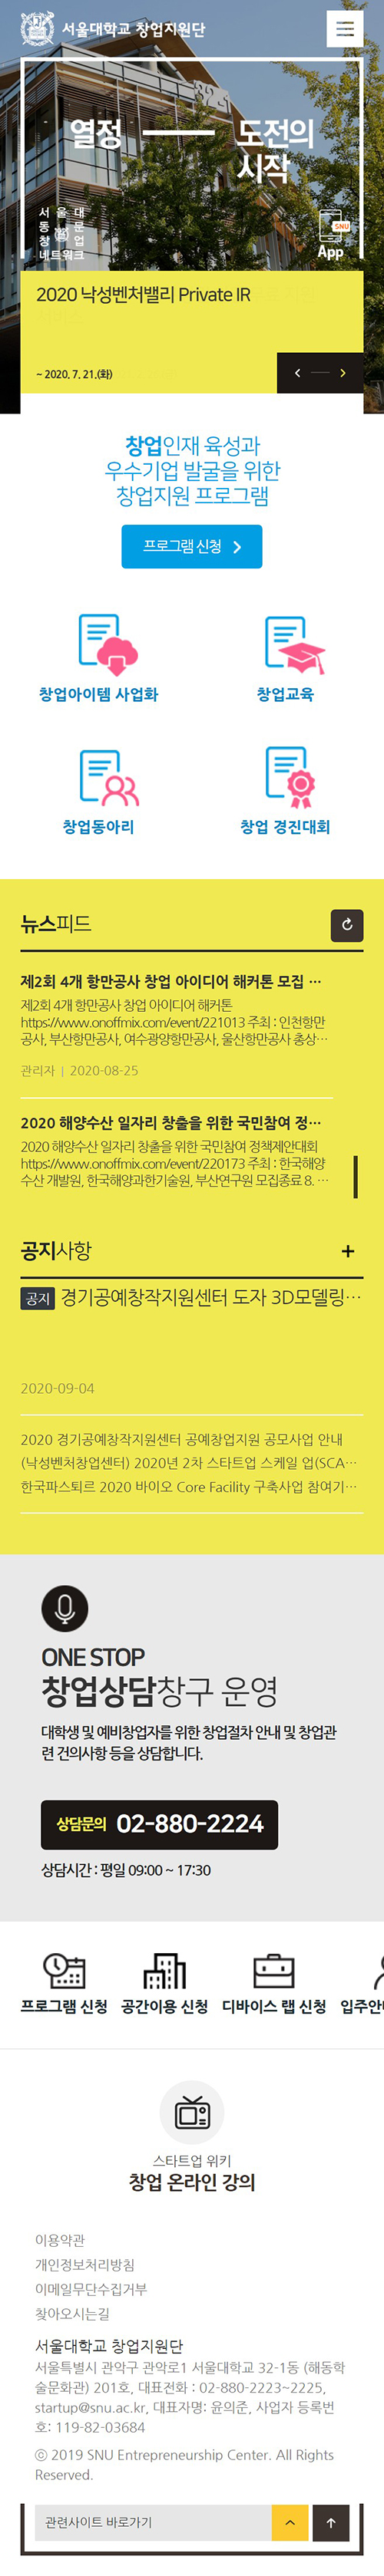 서울대학교 창업지원단
열정 도전의
시작
서 울 대
동 문
창 업
네트워크
SNU
App
2020 낙성벤처밸리 Private IR
~ 2020. 7. 21.(화)
창업인재 육성과
우수기업 발굴을 위한
창업지원 프로그램
프로그램 신청
창업아이템 사업화
창업교육
창업동아리
창업 경진대회
뉴스피드
제2회 4개 항만공사 창업 아이디어 해커톤 모집 …
제2회 4개 항만공사 창업 아이디어 해커톤
https://www.onoffmix.com/event/221013 주최 : 인천항만
공사, 부산항만공사, 여수광양항만공사, 울산항만공사 총상…
관리자 | 2020-08-25
2020 해양수산 일자리 창출을 위한 국민참여 정…
2020 해양수산 일자리 창출을 위한 국민참여 정책제안대회
https://www.onoffmix.com/event/220173 주최 : 한국해양
수산 개발원, 한국해양과한기술원, 부산연구원 모집종료 8. …
공지사항
공지 경기공예창작지원센터 도자 3D모델링…
2020-09-04
2020 경기공예창작지원센터 공예창업지원 공모사업 안내
(낙성벤처창업센터) 2020년 2차 스타트업 스케일 업(SCA…
한국파스퇴르 2020 바이오 Core Facility 구축사업 참여기…
ONE STOP
창업상담창구 운영
대학생 및 예비창업자를 위한 창업절차 안내 및 창업관
련 건의사항 등을 상담합니다.
상담문의 02-880-2224
상담시간 : 평일 09:00 ~ 17:30
프로그램 신청 공간이용 신청 디바이스 랩 신청 입주안
스타트업 위키
창업 온라인 강의
이용약관
개인정보처리방침
이메일무단수집거부
찾아오시는길
서울대학교 창업지원단
서울특별시 관악구 관악로1 서울대학교 32-1동 (해동학
술문화관) 201호, 대표전화 : 02-880-2223~2225,
startup@snu.ac.kr, 대표자명: 윤의준, 사업자 등록번
호: 119-82-03684
ⓒ 2019 SNU Entrepreneurship Center. All Rights
Reserved.
관련사이트 바로가기